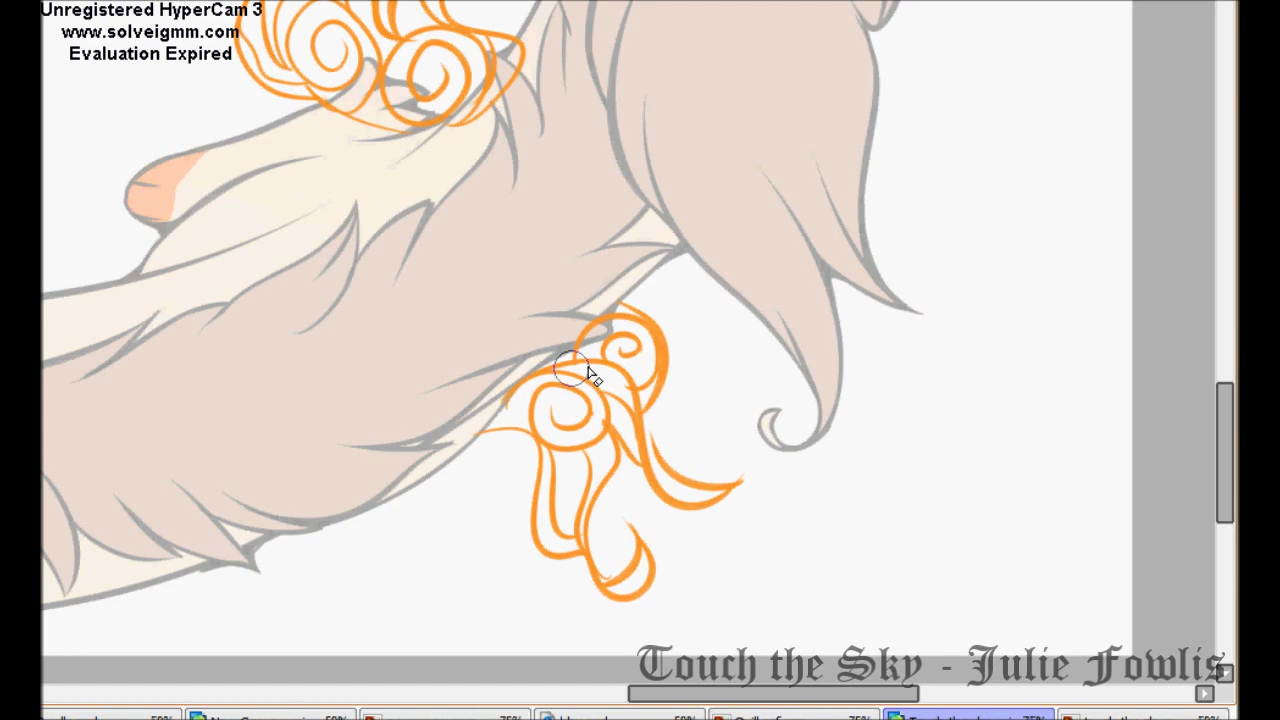 Unregistered HyperCam 3
www.solveigmm.com
Evaluation Expired
Touch the Sky - Julie Fowlis